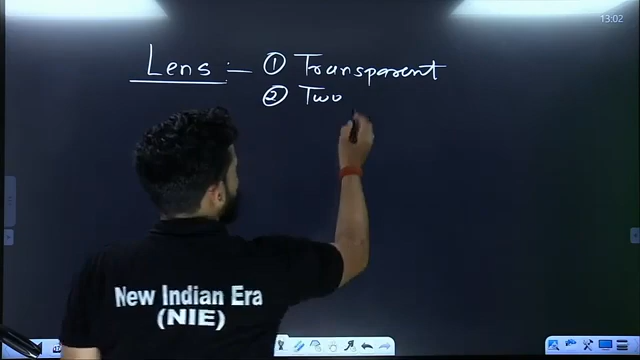 13:02
Lens :- ① Transparent
② Two
New Indian Era
(NIE)